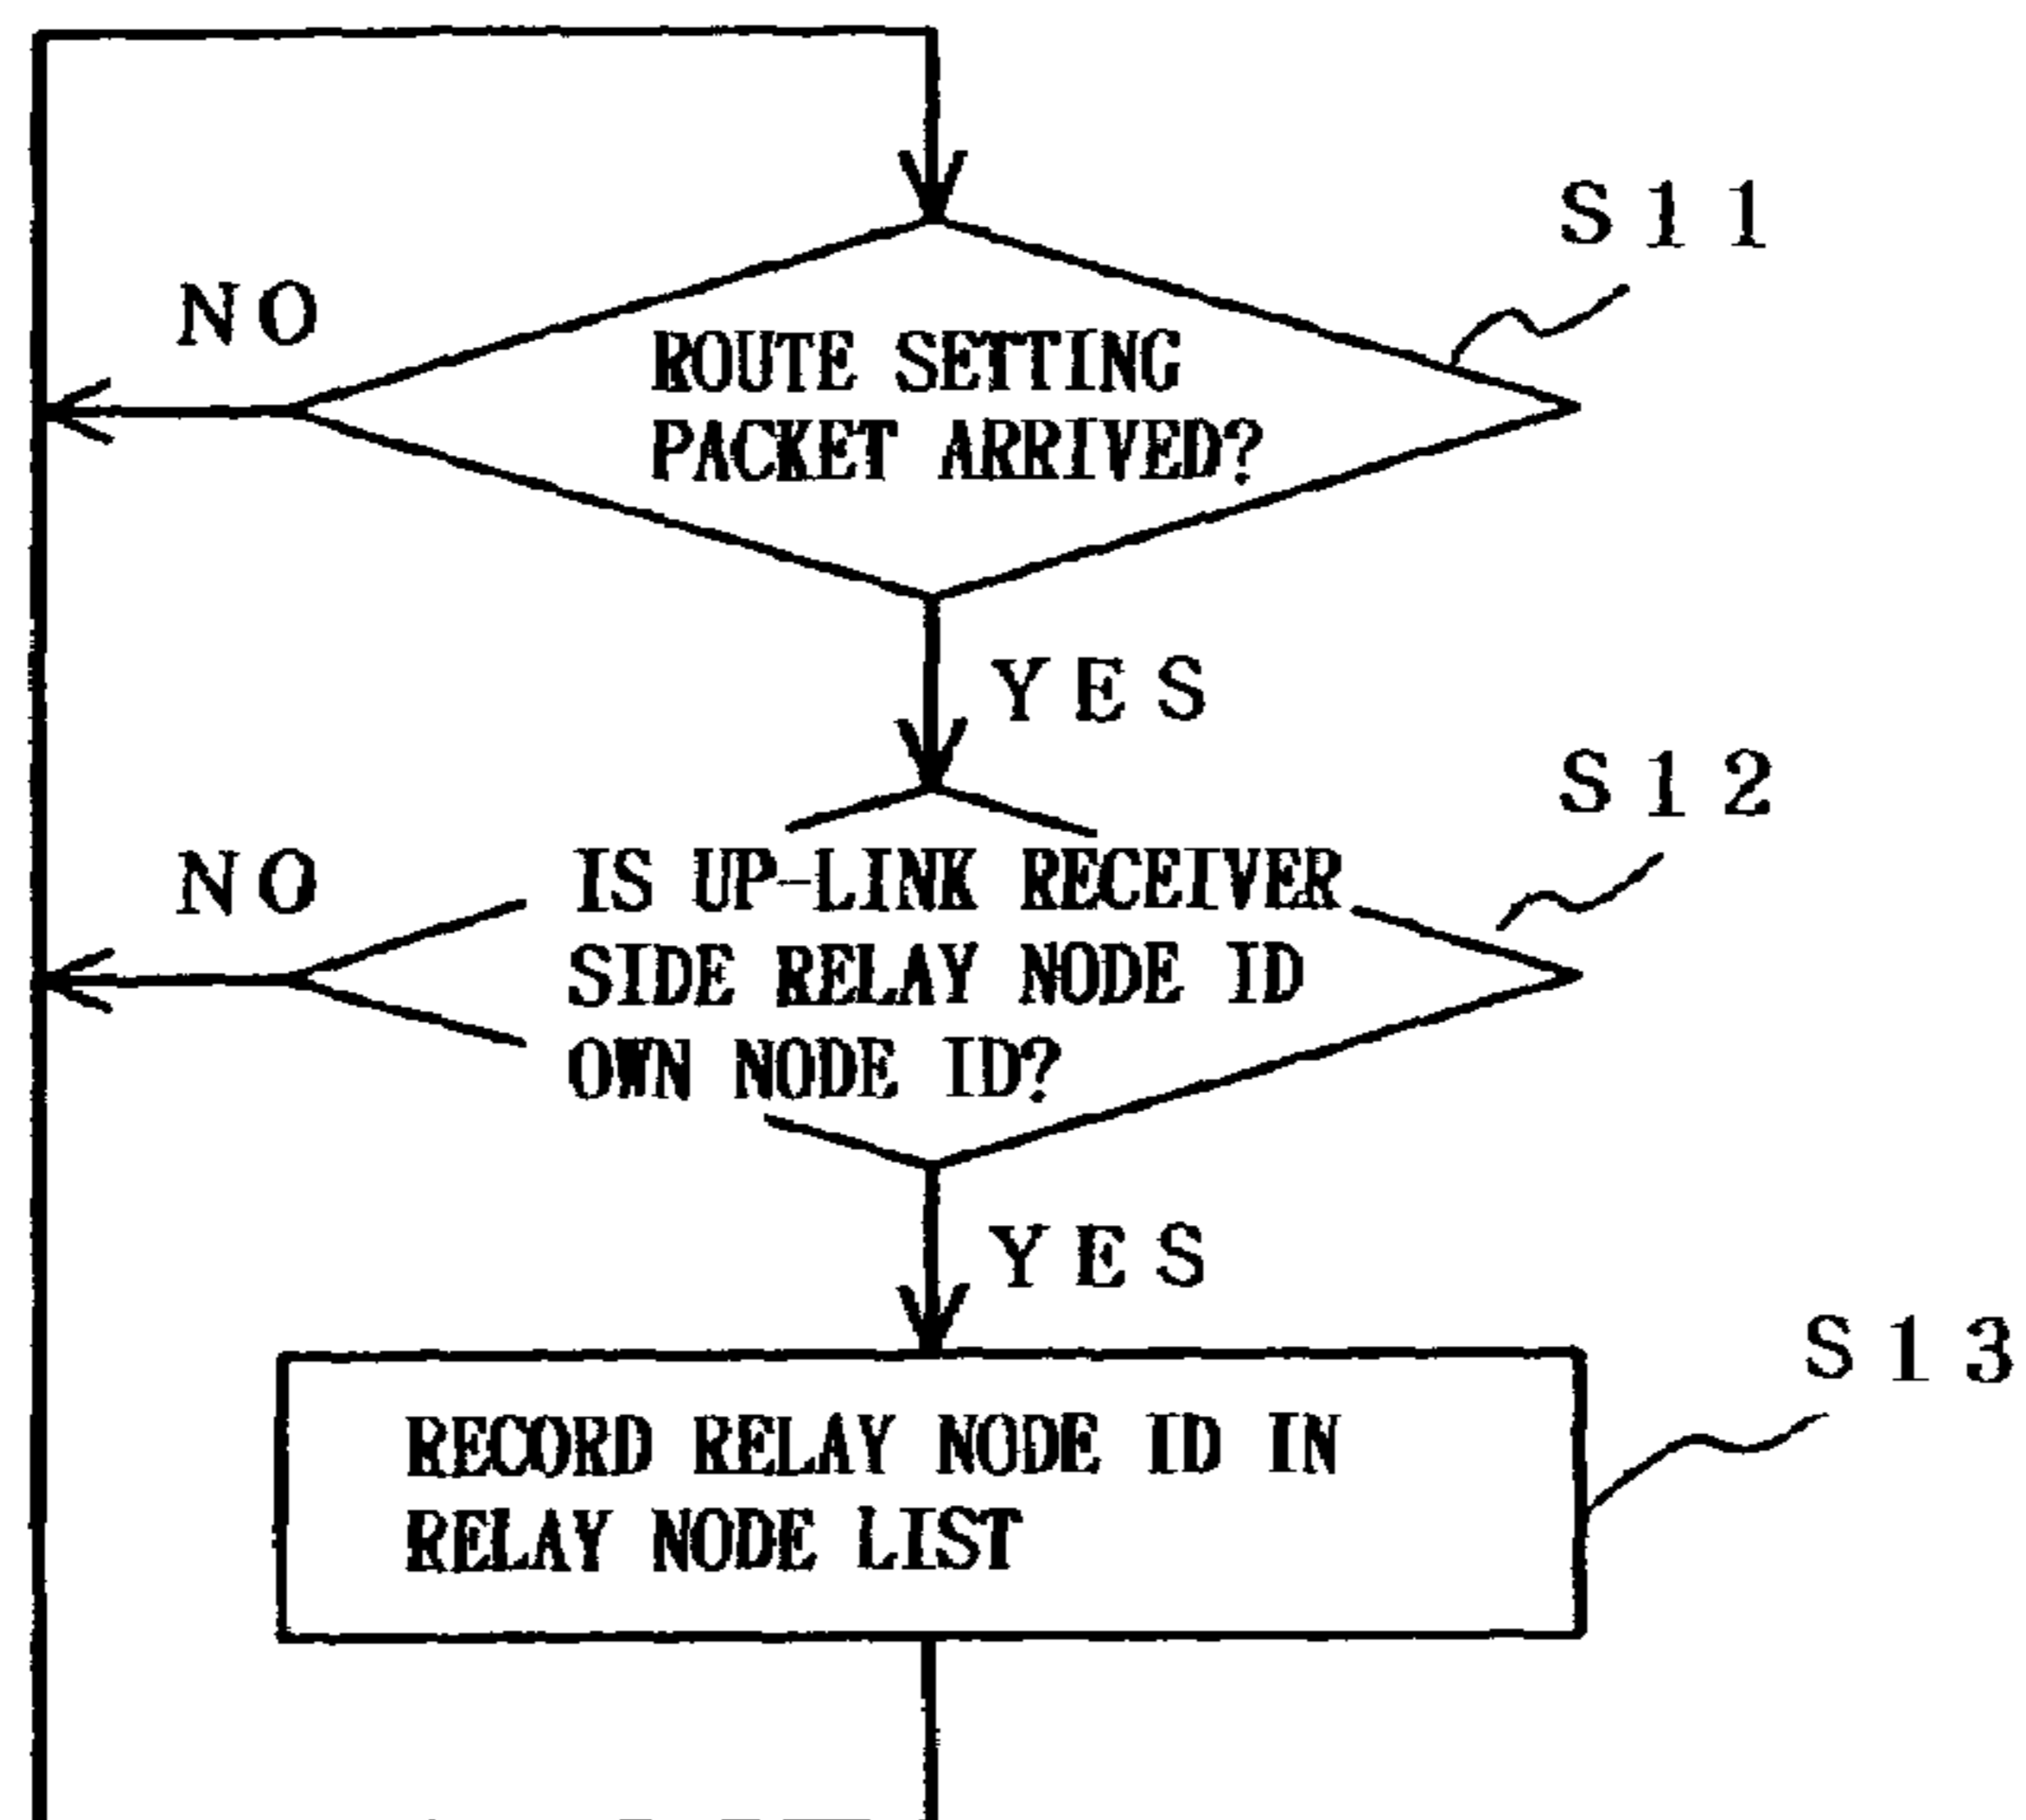 S11
NO
ROUTE SETTING
PACKET ARRIVED?
YES
S12
NO
IS UP-LINK RECEIVER
SIDE RELAY NODE ID
OWN NODE ID?
YES
S13
RECORD RELAY NODE ID IN
RELAY NODE LIST